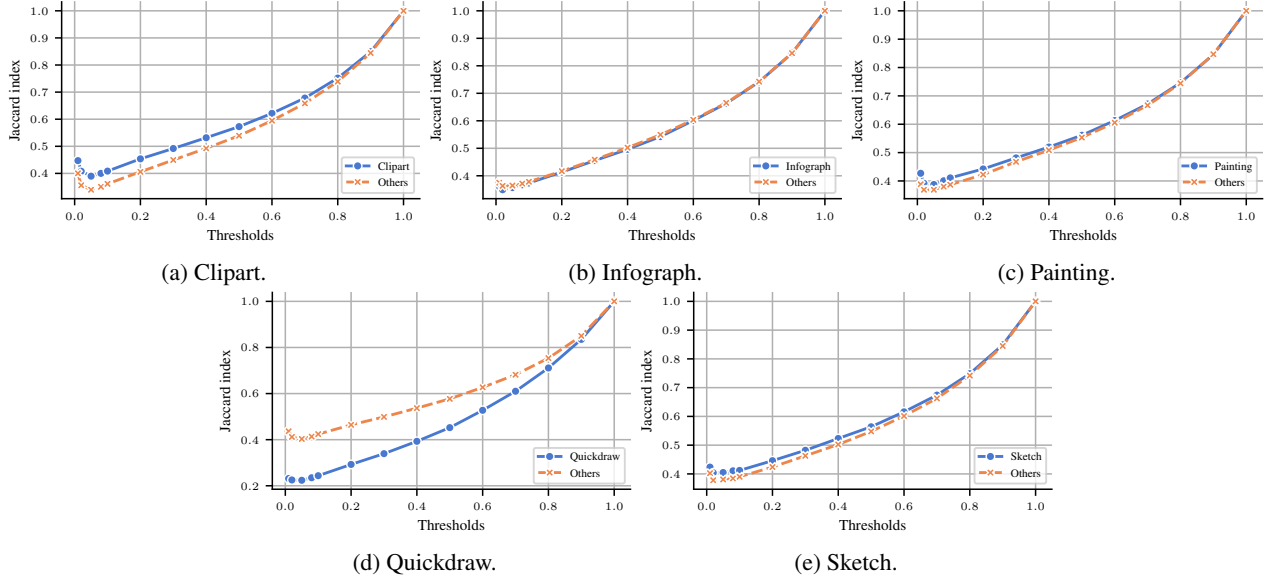 1.0
0.9
0.8
0.7
0.6
0.5
0.4
Jaccard index
Clipart
Others
0.0 0.2 0.4 0.6 0.8 1.0
Thresholds
(a) Clipart.
1.0
0.9
0.8
0.7
0.6
0.5
0.4
Jaccard index
Infograph
Others
0.0 0.2 0.4 0.6 0.8 1.0
Thresholds
(b) Infograph.
1.0
0.9
0.8
0.7
0.6
0.5
0.4
Jaccard index
Painting
Others
0.0 0.2 0.4 0.6 0.8 1.0
Thresholds
(c) Painting.
1.0
0.8
0.6
0.4
0.2
Jaccard index
Quickdraw
Others
0.0 0.2 0.4 0.6 0.8 1.0
Thresholds
(d) Quickdraw.
1.0
0.9
0.8
0.7
0.6
0.5
0.4
Jaccard index
Sketch
Others
0.0 0.2 0.4 0.6 0.8 1.0
Thresholds
(e) Sketch.